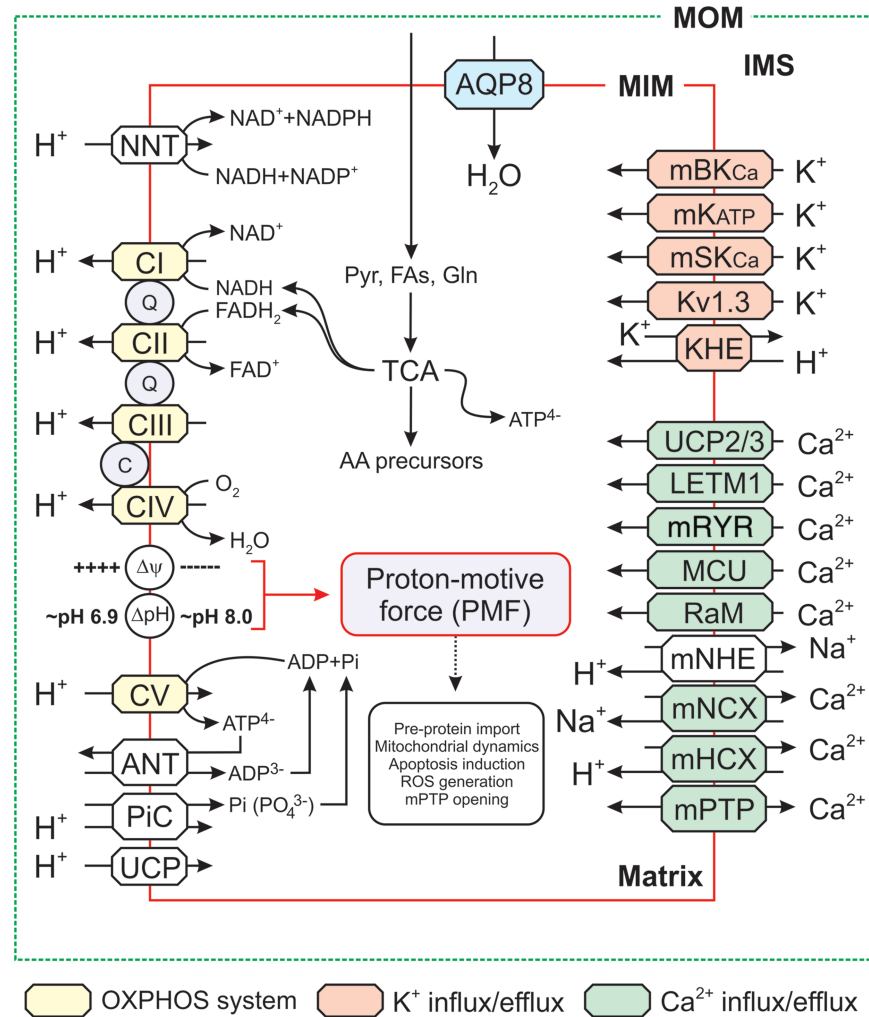 MOM
IMS
AQP8
MIM
H₂O
H⁺
NNT
NAD⁺+NADPH
NADH+NADP⁺
H⁺
CI
NAD⁺
NADH
Q
FADH₂
H⁺
CII
FAD⁺
Q
H⁺
CIII
C
H⁺
CIV
O₂
H₂O
++++ Δψ ------
~pH 6.9 ΔpH ~pH 8.0
Pyr, FAs, Gln
TCA
ATP⁴⁻
AA precursors
Proton-motive
force (PMF)
Pre-protein import
Mitochondrial dynamics
Apoptosis induction
ROS generation
mPTP opening
H⁺
CV
ADP+Pi
ATP⁴⁻
ANT
ADP³⁻
PiC
Pi (PO₄³⁻)
H⁺
H⁺
UCP
mBKCa K⁺
mKATP K⁺
mSKCa K⁺
Kv1.3 K⁺
K⁺
KHE
H⁺
UCP2/3 Ca²⁺
LETM1 Ca²⁺
mRYR Ca²⁺
MCU Ca²⁺
RaM Ca²⁺
mNHE
Na⁺
H⁺
mNCX
Ca²⁺
Na⁺
mHCX
Ca²⁺
H⁺
mPTP Ca²⁺
Matrix
OXPHOS system
K⁺ influx/efflux
Ca²⁺ influx/efflux